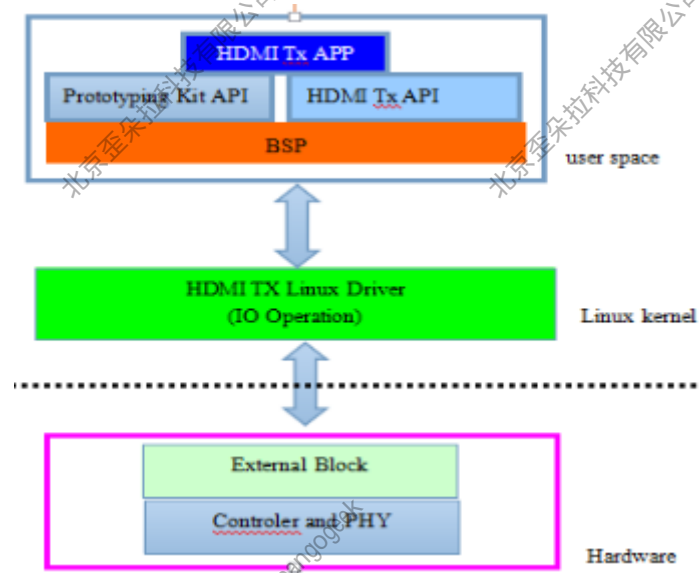 HDMI Tx APP
Prototyping Kit API
HDMI Tx API
BSP
user space
HDMI TX Linux Driver
(IO Operation)
Linux kernel
External Block
Controler and PHY
Hardware
北京歪朵拉科技有限公
北京歪朵拉科技有限公
angogeek